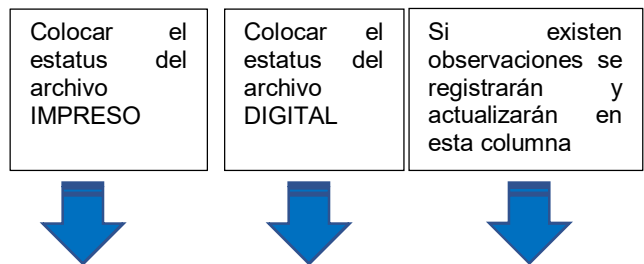 Colocar el
estatus del
archivo
IMPRESO
Colocar el
estatus del
archivo
DIGITAL
Si existen
observaciones se
registrarán y
actualizarán en
esta columna